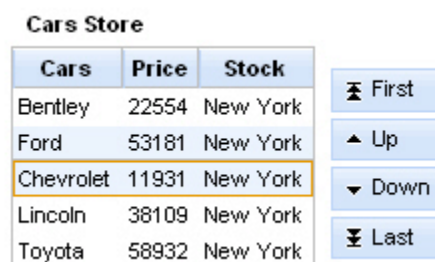 Cars Store
Cars Price Stock
Bentley 22554 New York
Ford 53181 New York
Chevrolet 11931 New York
Lincoln 38109 New York
Toyota 58932 New York
First
Up
Down
Last